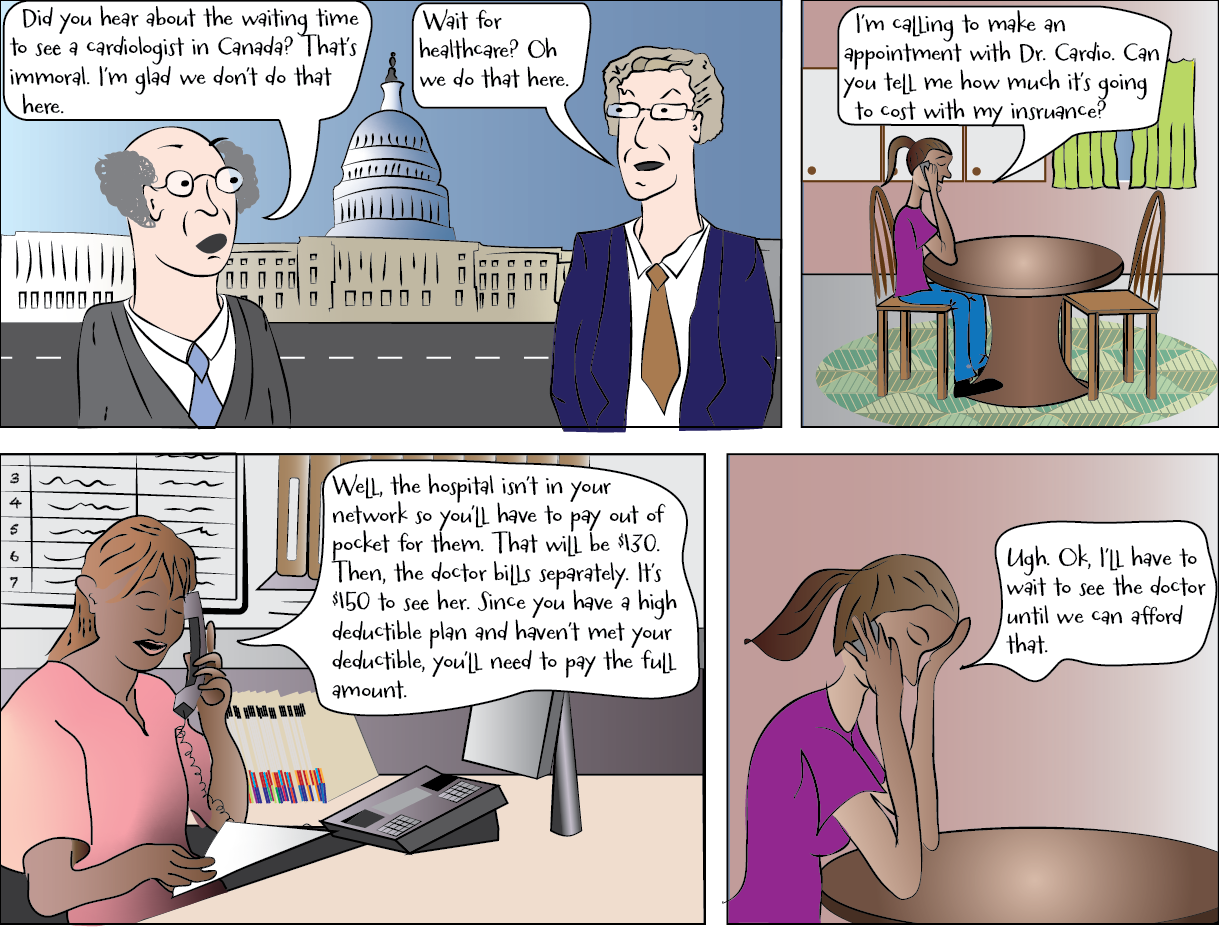 Did you hear about the waiting time
to see a cardiologist in Canada? That's
immoral. I'm glad we don't do that
here.
Wait for
healthcare? Oh
we do that here.
I'm calling to make an
appointment with Dr. Cardio. Can
you tell me how much it's going
to cost with my insruance?
3
4
5
6
7
Well, the hospital isn't in your
network so you'll have to pay out of
pocket for them. That will be $130.
Then, the doctor bills separately. It's
$150 to see her. Since you have a high
deductible plan and haven't met your
deductible, you'll need to pay the full
amount.
Ugh. Ok, I'll have to
wait to see the doctor
until we can afford
that.